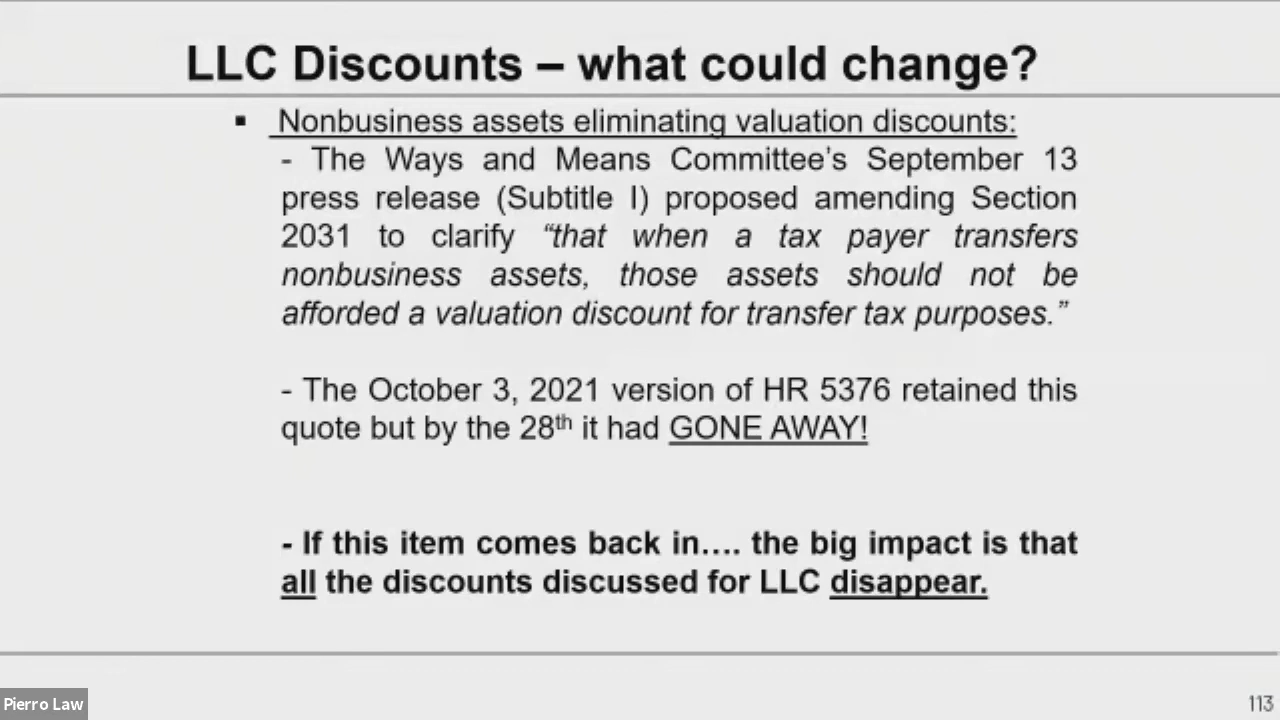 LLC Discounts – what could change?
▪ Nonbusiness assets eliminating valuation discounts:
- The Ways and Means Committee’s September 13
press release (Subtitle I) proposed amending Section
2031 to clarify “that when a tax payer transfers
nonbusiness assets, those assets should not be
afforded a valuation discount for transfer tax purposes.”
- The October 3, 2021 version of HR 5376 retained this
quote but by the 28th it had GONE AWAY!
- If this item comes back in…. the big impact is that
all the discounts discussed for LLC disappear.
Pierro Law
113